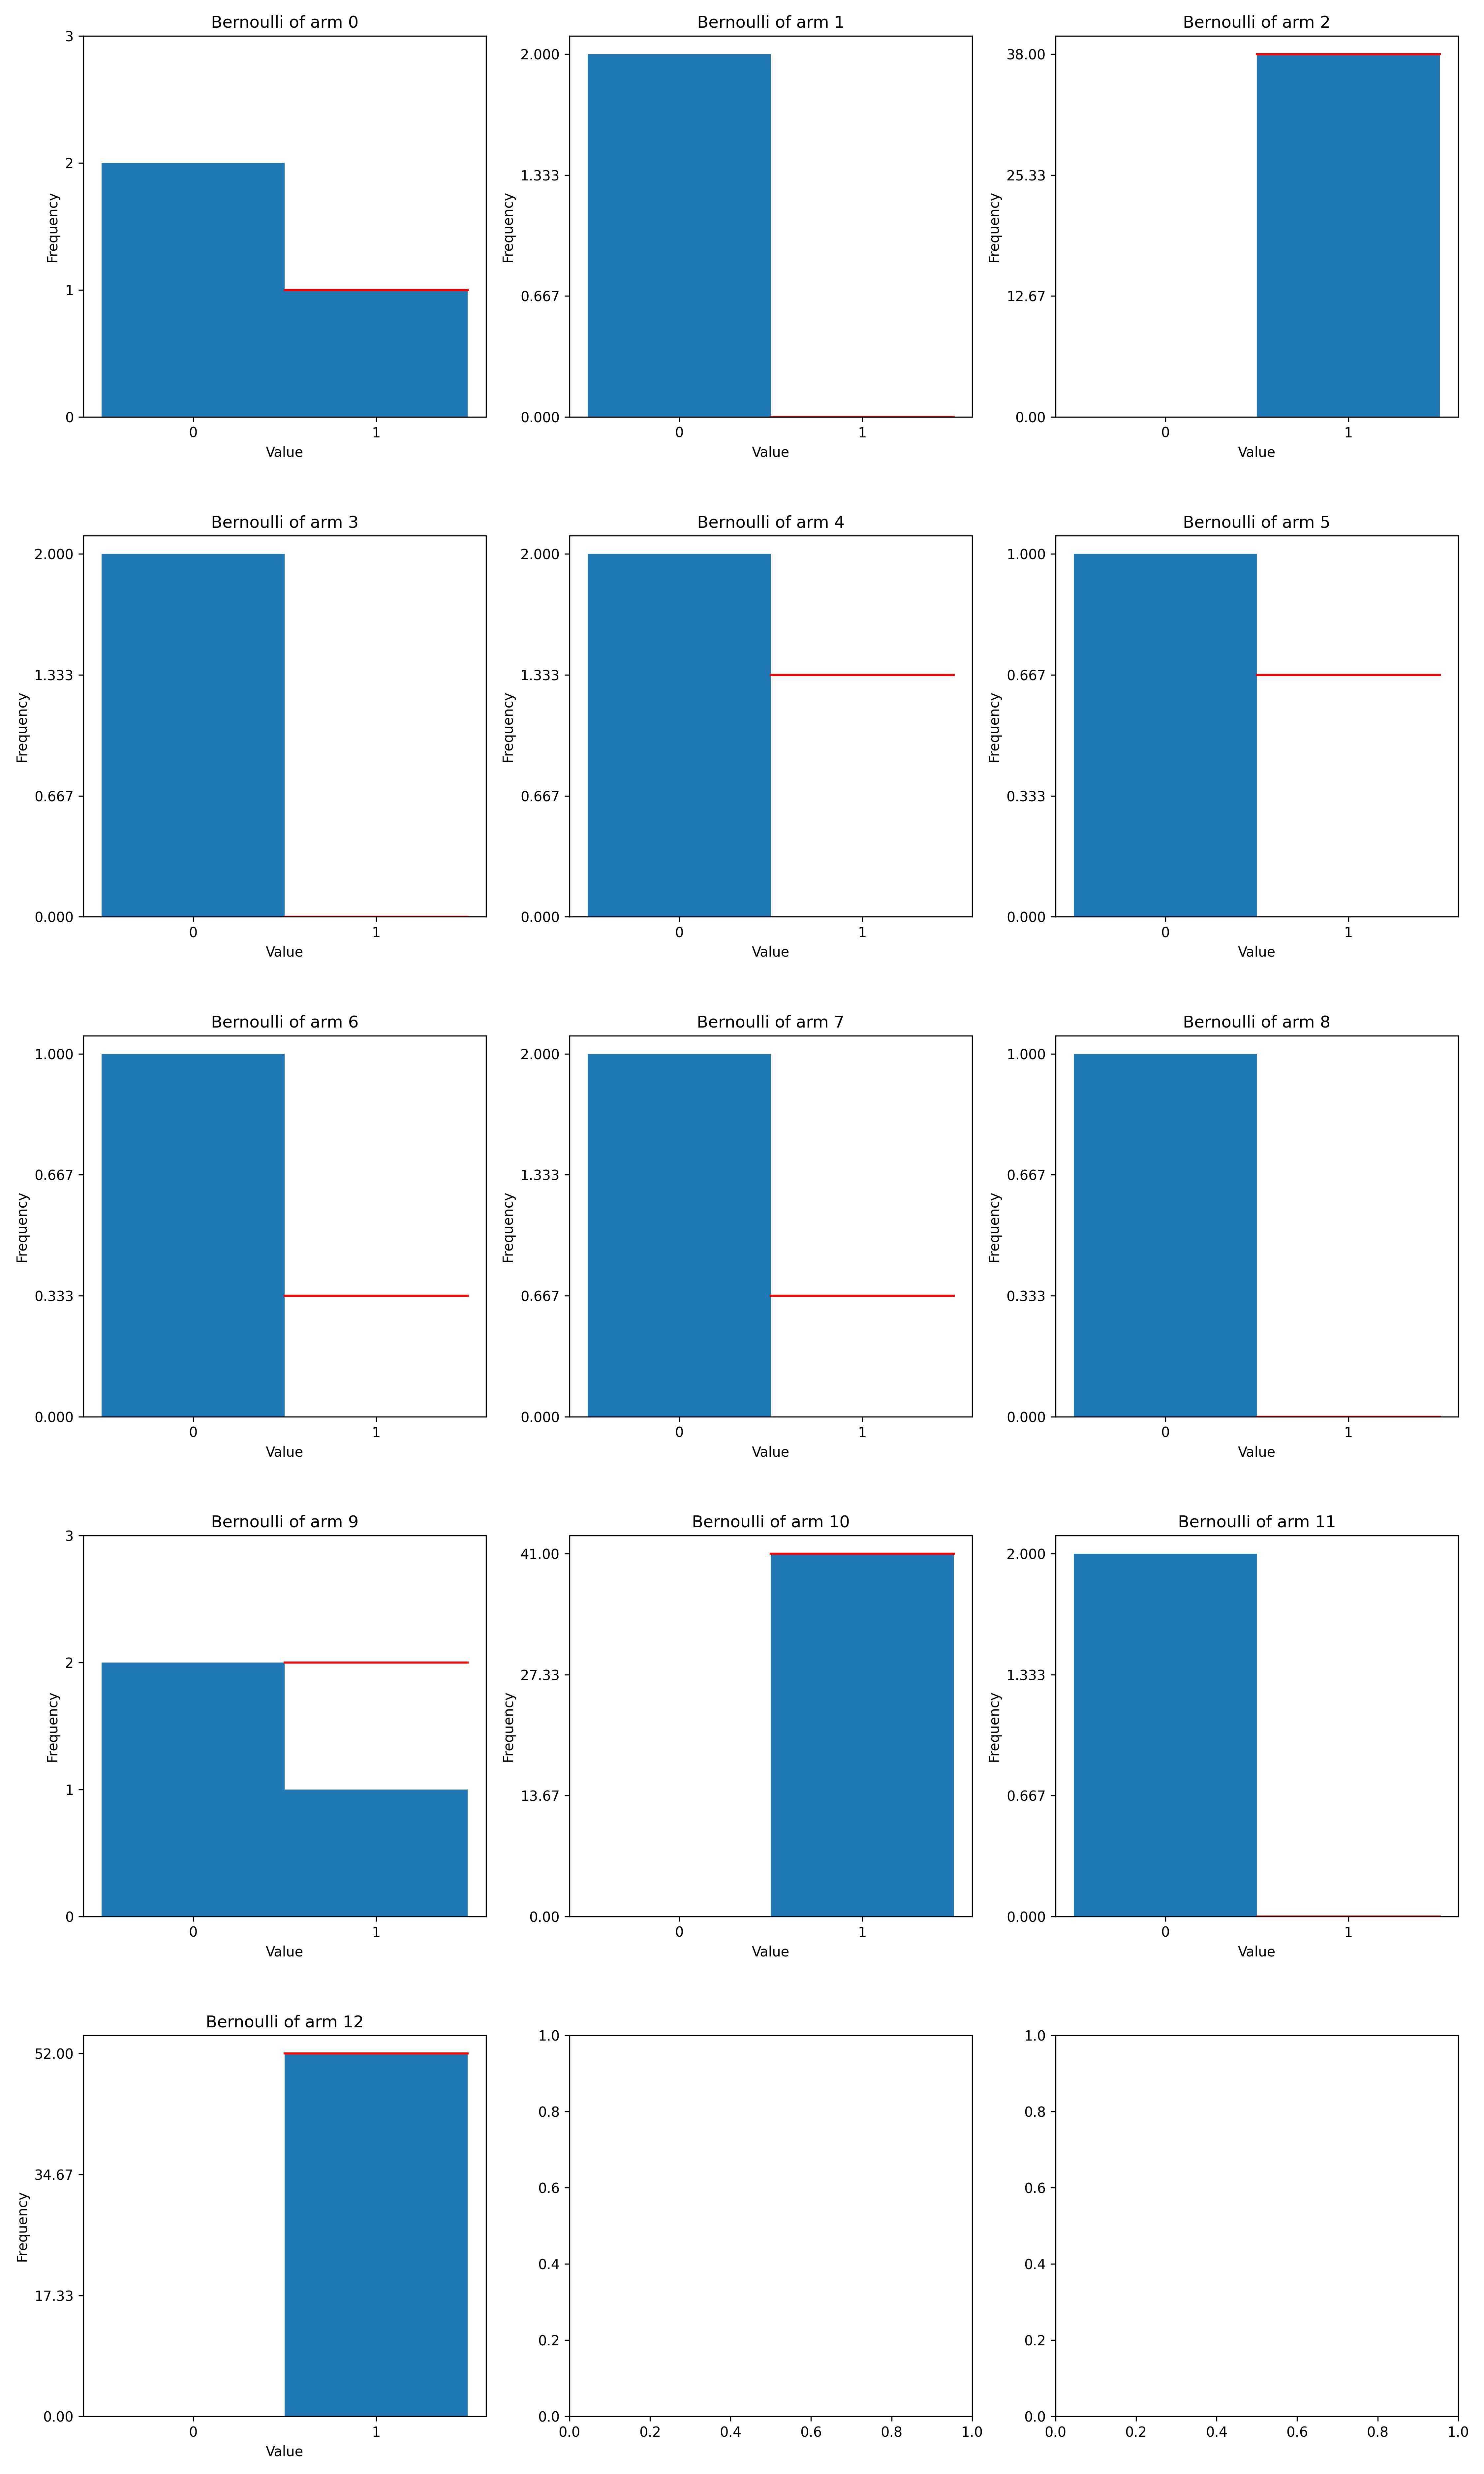 Bernoulli of arm 0
3
2
1
0
Frequency
0 1
Value
Bernoulli of arm 1
2.000
1.333
0.667
0.000
Frequency
0 1
Value
Bernoulli of arm 2
38.00
25.33
12.67
0.00
Frequency
0 1
Value
Bernoulli of arm 3
2.000
1.333
0.667
0.000
Frequency
0 1
Value
Bernoulli of arm 4
2.000
1.333
0.667
0.000
Frequency
0 1
Value
Bernoulli of arm 5
1.000
0.667
0.333
0.000
Frequency
0 1
Value
Bernoulli of arm 6
1.000
0.667
0.333
0.000
Frequency
0 1
Value
Bernoulli of arm 7
2.000
1.333
0.667
0.000
Frequency
0 1
Value
Bernoulli of arm 8
1.000
0.667
0.333
0.000
Frequency
0 1
Value
Bernoulli of arm 9
3
2
1
0
Frequency
0 1
Value
Bernoulli of arm 10
41.00
27.33
13.67
0.00
Frequency
0 1
Value
Bernoulli of arm 11
2.000
1.333
0.667
0.000
Frequency
0 1
Value
Bernoulli of arm 12
52.00
34.67
17.33
0.00
Frequency
0 1
Value
1.0
0.8
0.6
0.4
0.2
0.0
0.0 0.2 0.4 0.6 0.8 1.0
1.0
0.8
0.6
0.4
0.2
0.0
0.0 0.2 0.4 0.6 0.8 1.0